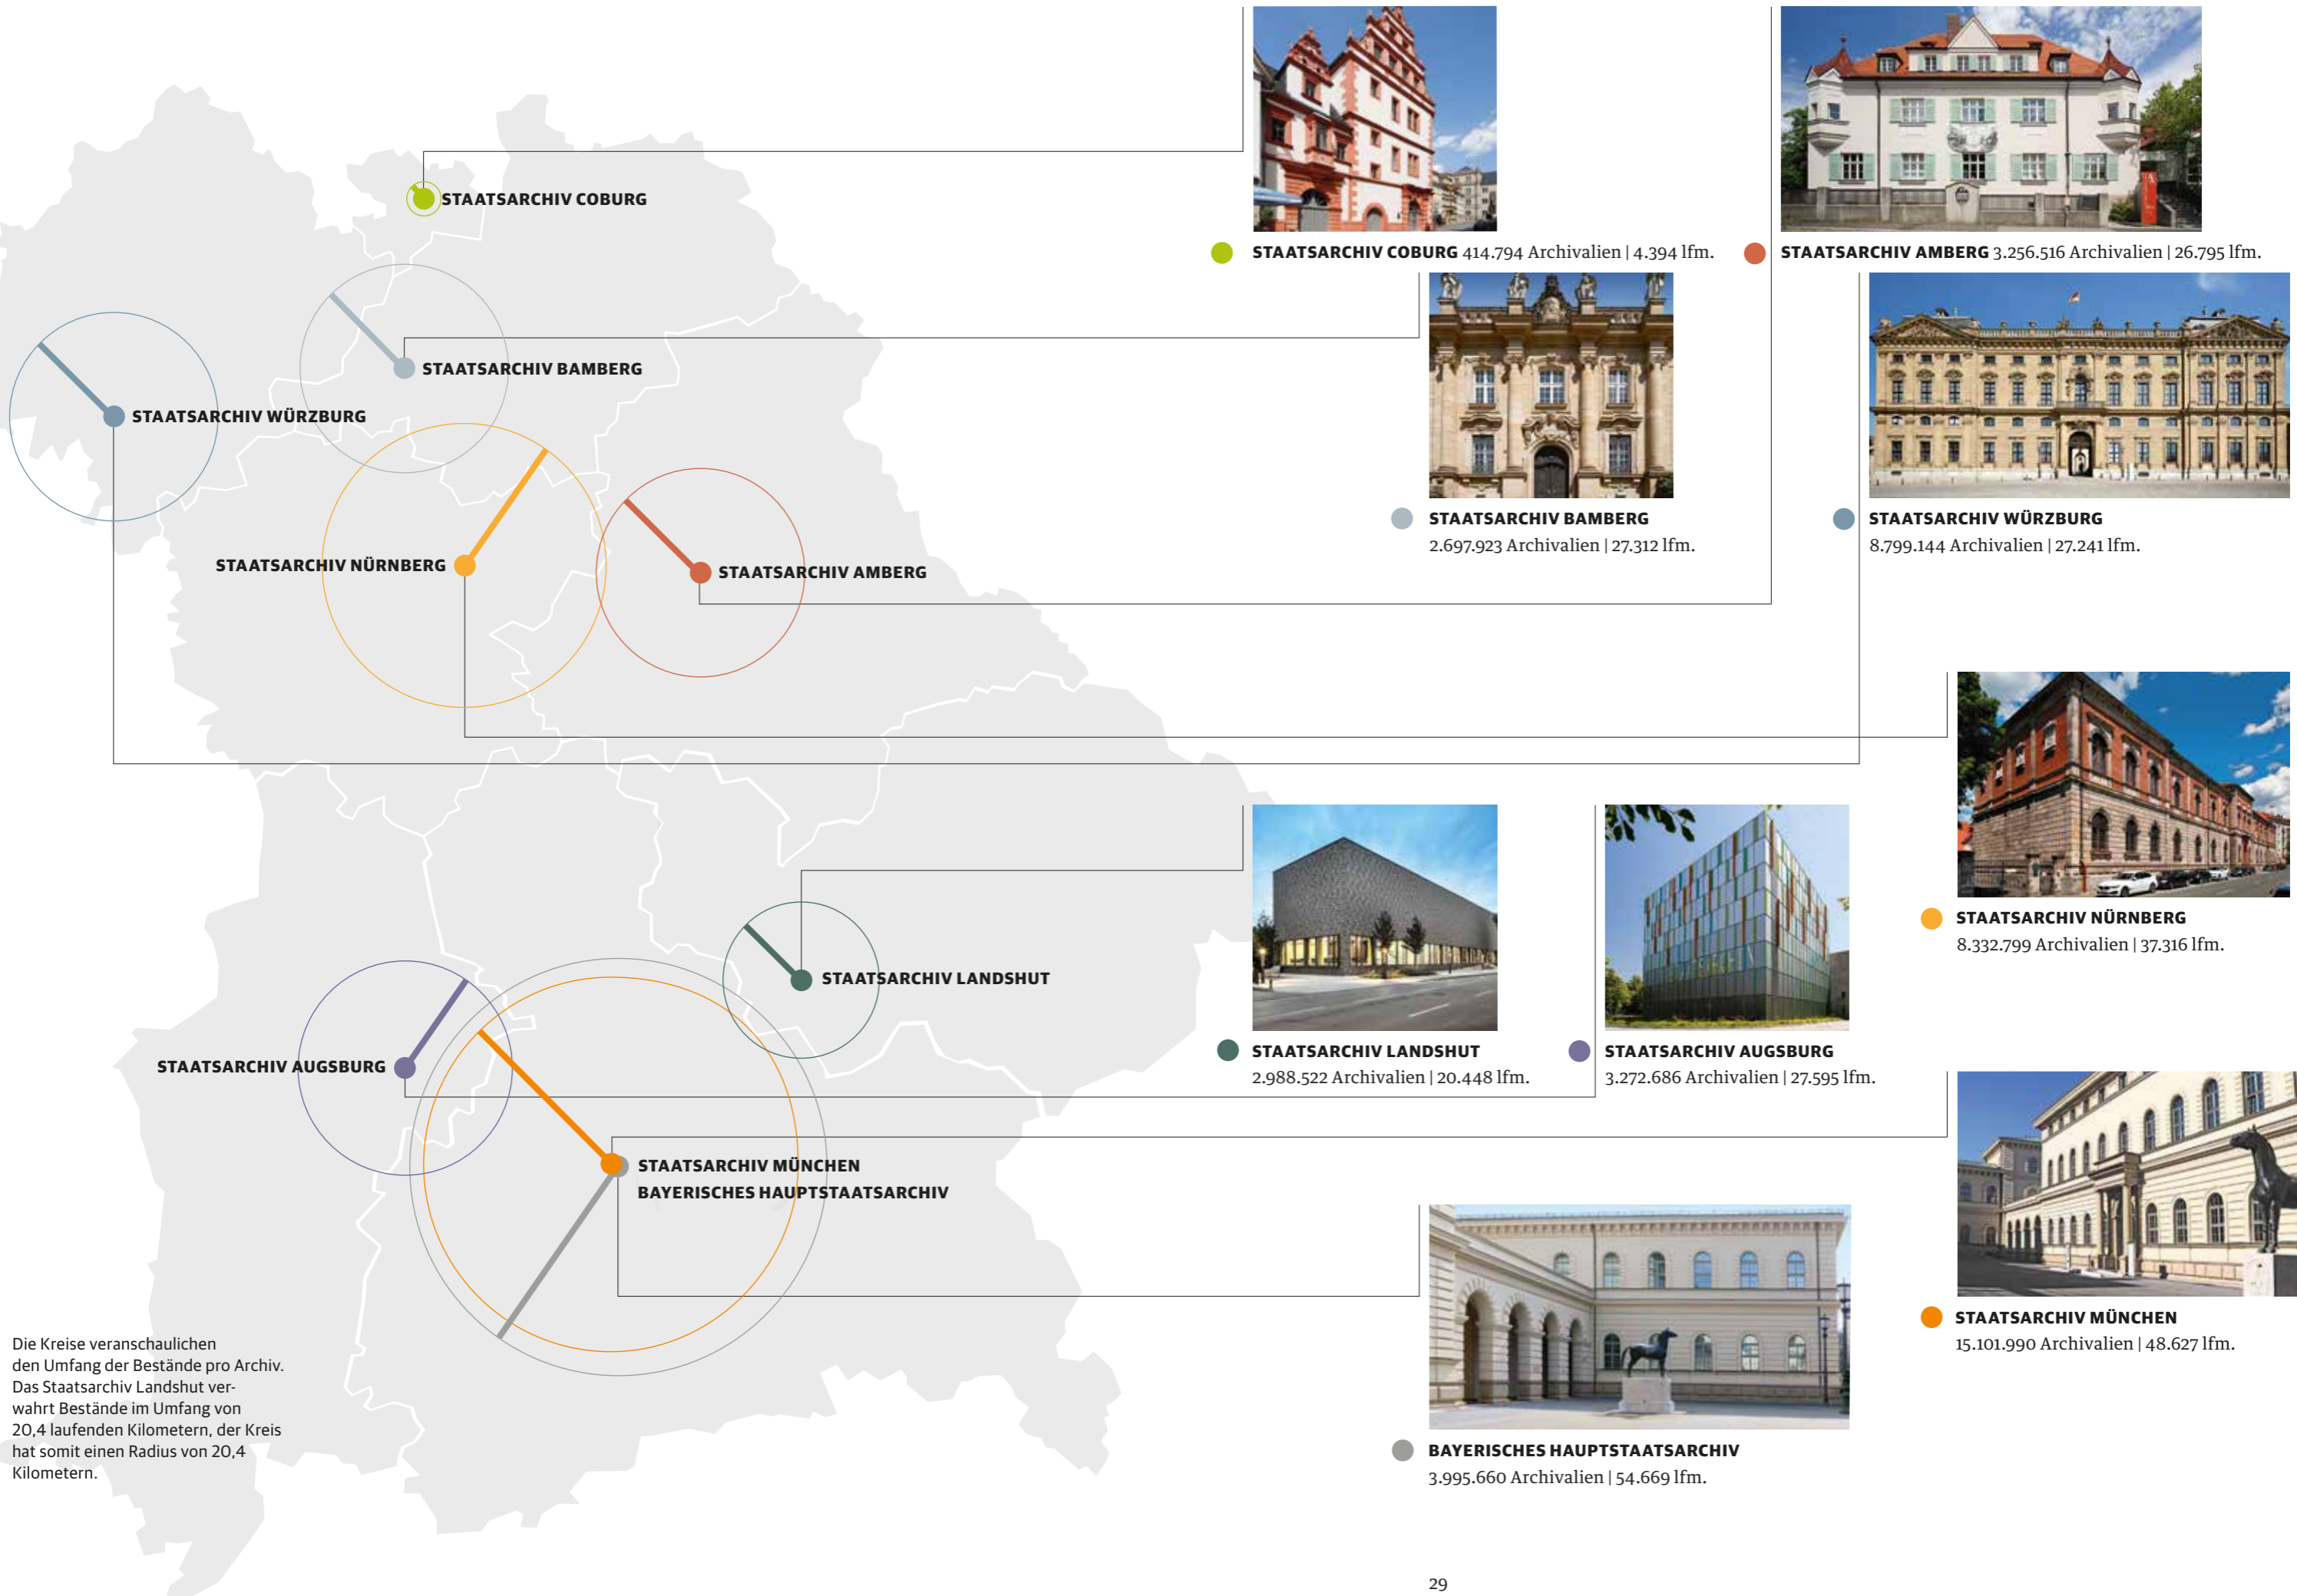 STAATSARCHIV COBURG
STAATSARCHIV BAMBERG
STAATSARCHIV WÜRZBURG
STAATSARCHIV NÜRNBERG
STAATSARCHIV AMBERG
STAATSARCHIV LANDSHUT
STAATSARCHIV AUGSBURG
STAATSARCHIV MÜNCHEN
BAYERISCHES HAUPTSTAATSARCHIV
Die Kreise veranschaulichen
den Umfang der Bestände pro Archiv.
Das Staatsarchiv Landshut ver-
wahrt Bestände im Umfang von
20,4 laufenden Kilometern, der Kreis
hat somit einen Radius von 20,4
Kilometern.
STAATSARCHIV COBURG 414.794 Archivalien | 4.394 lfm.
STAATSARCHIV AMBERG 3.256.516 Archivalien | 26.795 lfm.
STAATSARCHIV BAMBERG
2.697.923 Archivalien | 27.312 lfm.
STAATSARCHIV WÜRZBURG
8.799.144 Archivalien | 27.241 lfm.
STAATSARCHIV NÜRNBERG
8.332.799 Archivalien | 37.316 lfm.
STAATSARCHIV LANDSHUT
2.988.522 Archivalien | 20.448 lfm.
STAATSARCHIV AUGSBURG
3.272.686 Archivalien | 27.595 lfm.
STAATSARCHIV MÜNCHEN
15.101.990 Archivalien | 48.627 lfm.
BAYERISCHES HAUPTSTAATSARCHIV
3.995.660 Archivalien | 54.669 lfm.
29